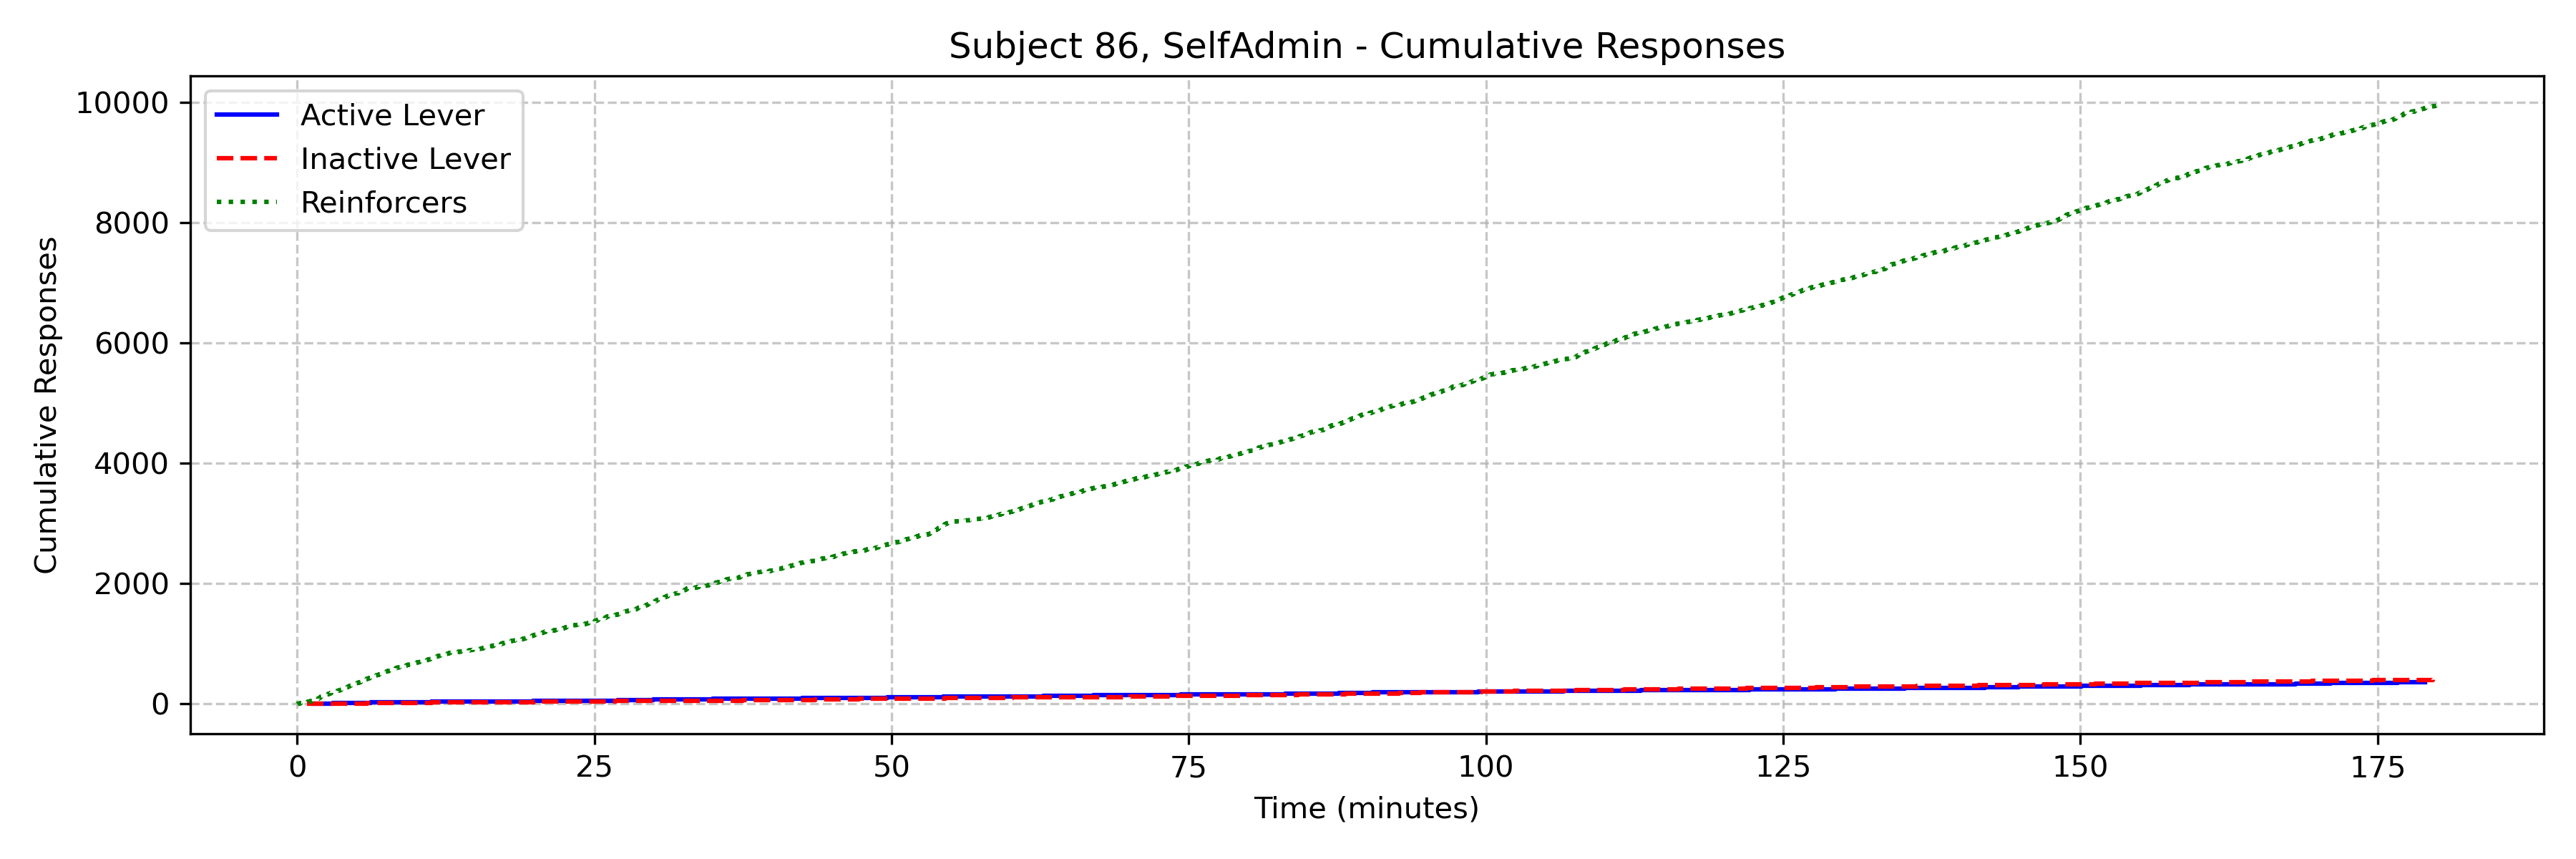 Subject 86, SelfAdmin - Cumulative Responses
Active Lever
Inactive Lever
Reinforcers
Cumulative Responses
10000
8000
6000
4000
2000
0
0 25 50 75 100 125 150 175
Time (minutes)